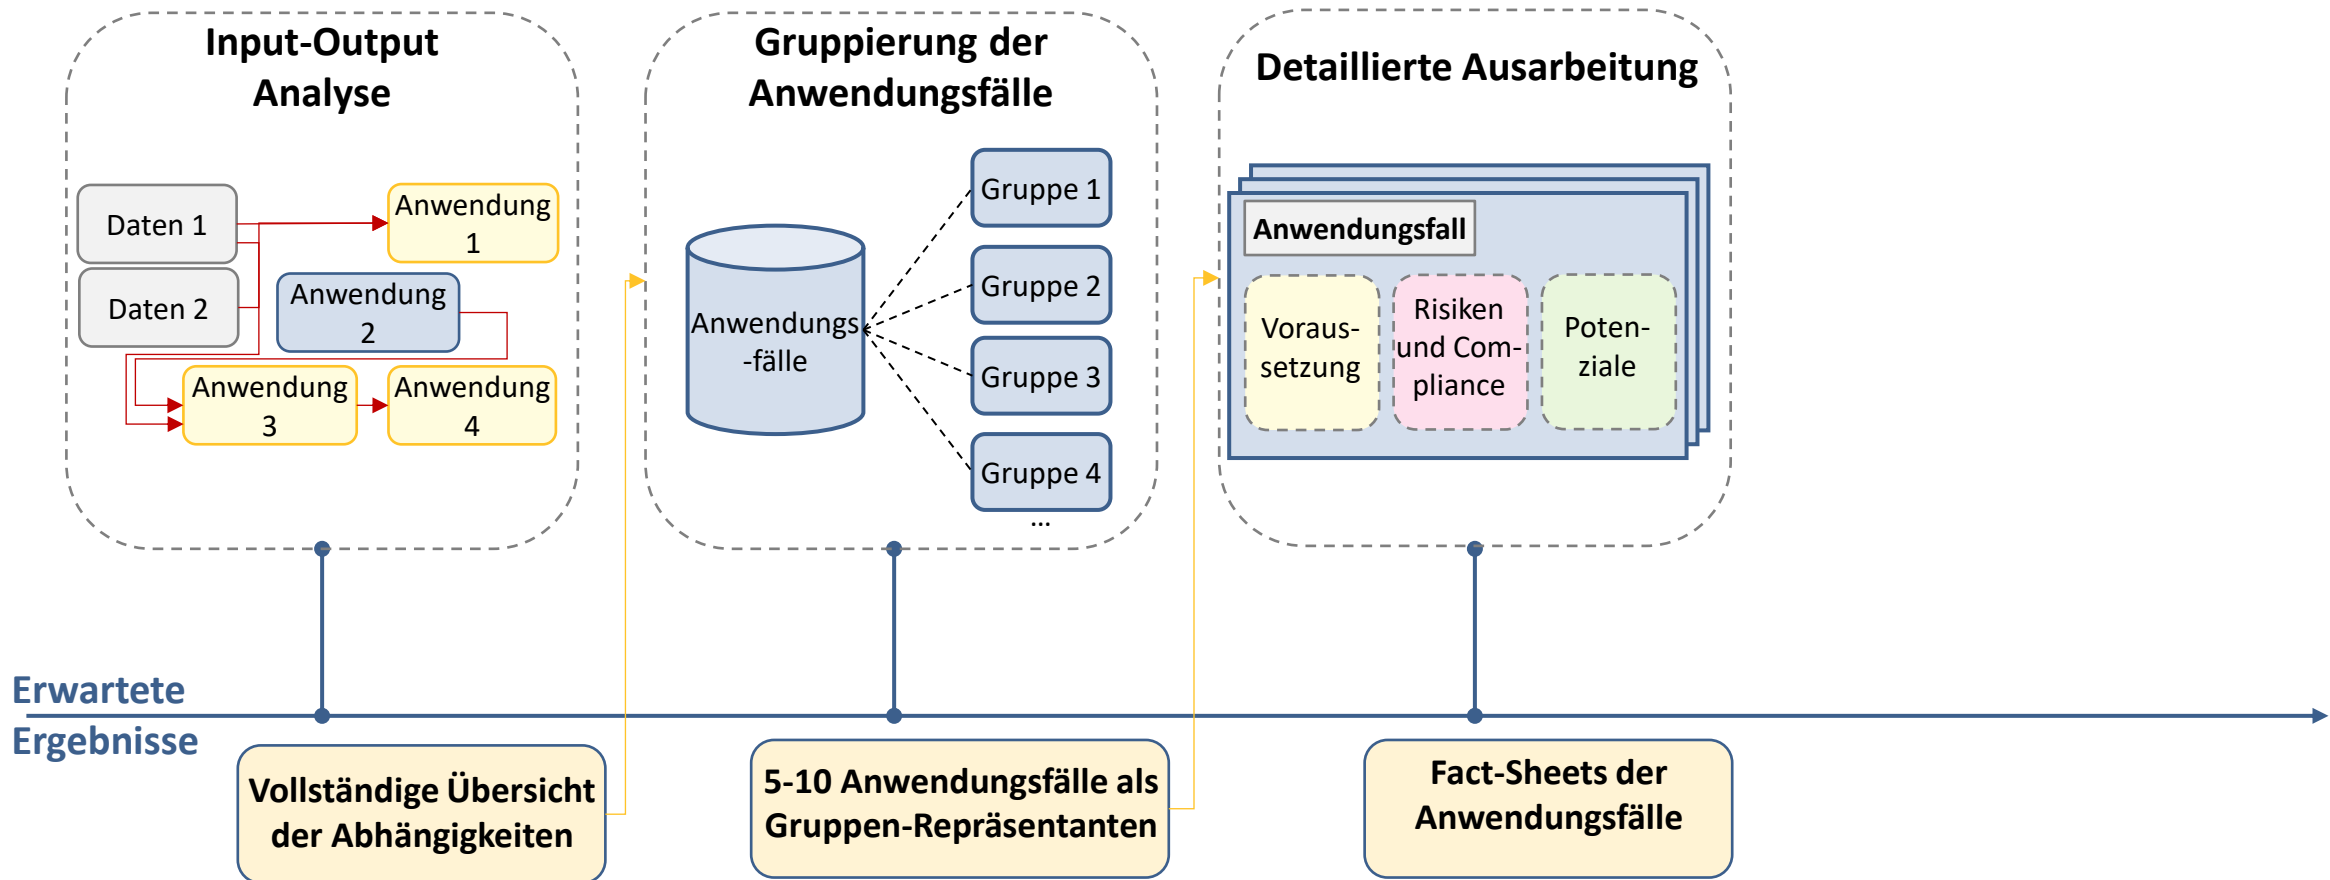 Input-Output
Analyse
Daten 1
Anwendung
1
Daten 2
Anwendung
2
Anwendung
3
Anwendung
4
Gruppierung der
Anwendungsfälle
Anwendungs
-fälle
Gruppe 1
Gruppe 2
Gruppe 3
Gruppe 4
...
Detaillierte Ausarbeitung
Anwendungsfall
Voraus-
setzung
Risiken
und Com-
pliance
Poten-
ziale
Erwartete
Ergebnisse
Vollständige Übersicht
der Abhängigkeiten
5-10 Anwendungsfälle als
Gruppen-Repräsentanten
Fact-Sheets der
Anwendungsfälle